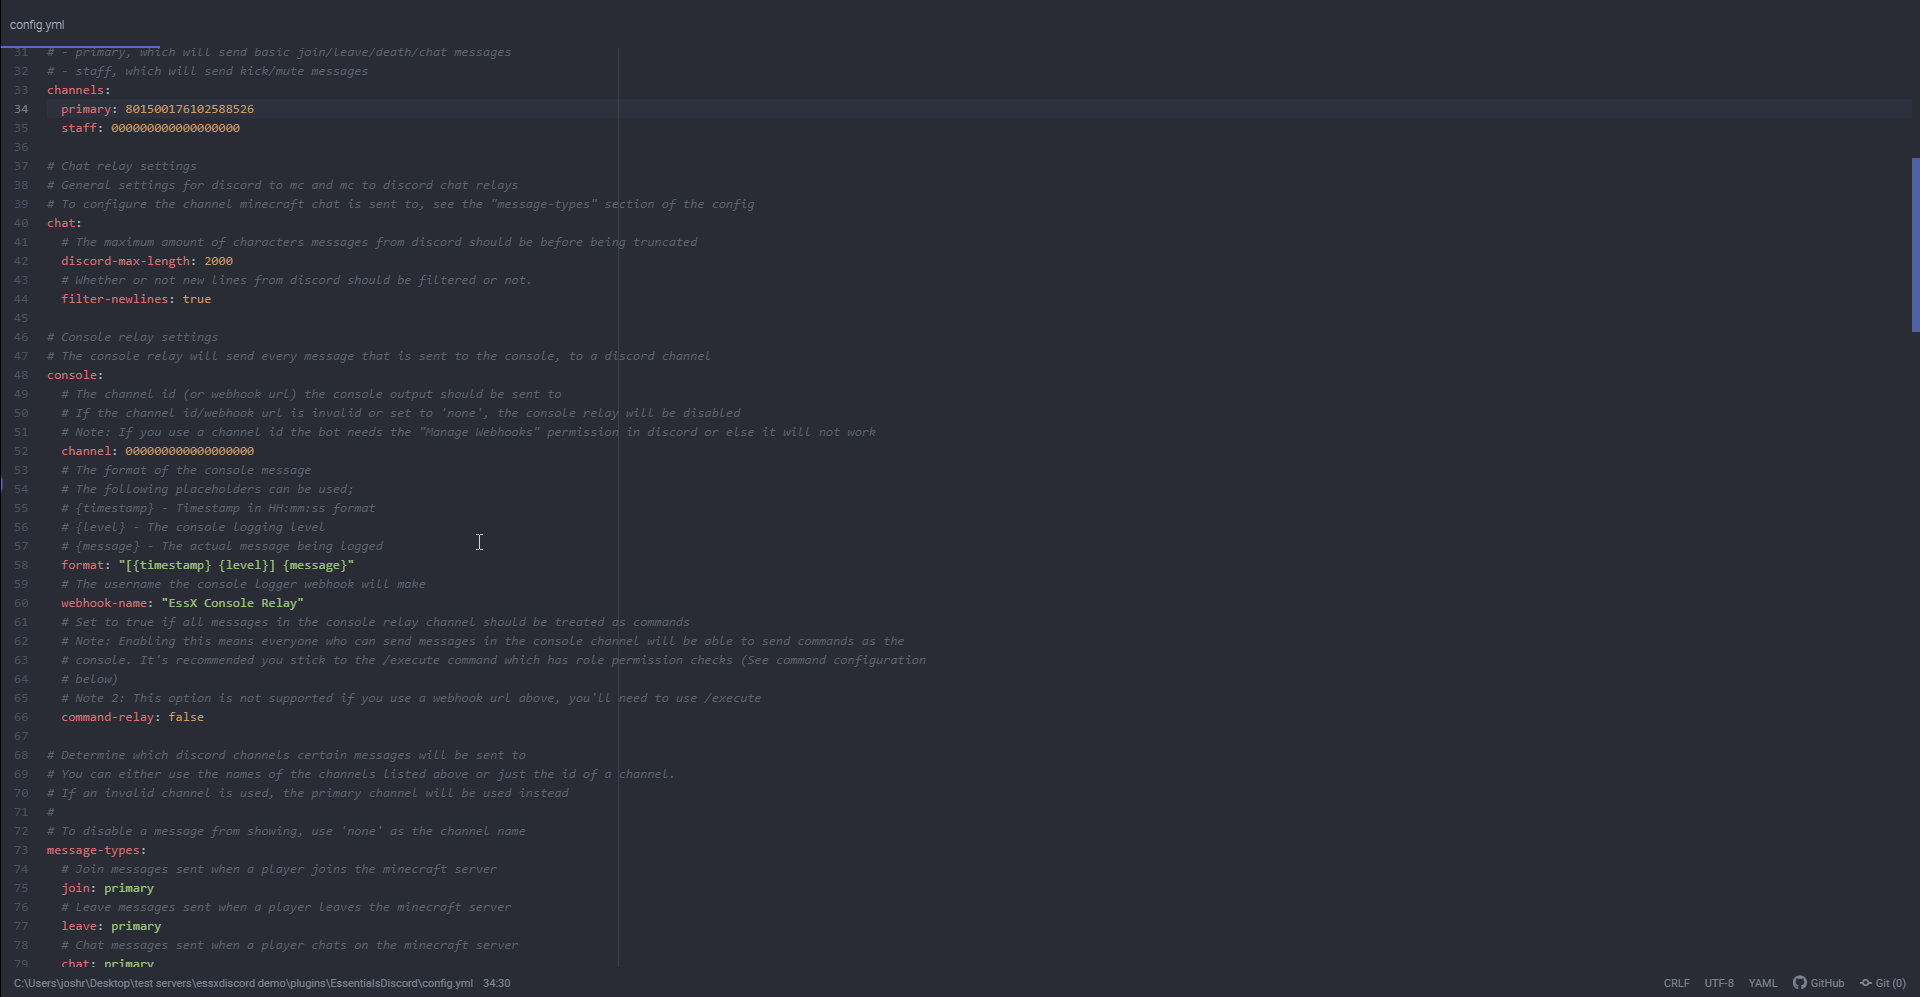 config.yml
31 # - primary, which will send basic join/leave/death/chat messages
32 # - staff, which will send kick/mute messages
33 channels:
34   primary: 801500176102588526
35   staff: 000000000000000000
36
37 # Chat relay settings
38 # General settings for discord to mc and mc to discord chat relays
39 # To configure the channel minecraft chat is sent to, see the "message-types" section of the config
40 chat:
41   # The maximum amount of characters messages from discord should be before being truncated
42   discord-max-length: 2000
43   # Whether or not new lines from discord should be filtered or not.
44   filter-newlines: true
45
46 # Console relay settings
47 # The console relay will send every message that is sent to the console, to a discord channel
48 console:
49   # The channel id (or webhook url) the console output should be sent to
50   # If the channel id/webhook url is invalid or set to 'none', the console relay will be disabled
51   # Note: If you use a channel id the bot needs the "Manage Webhooks" permission in discord or else it will not work
52   channel: 000000000000000000
53   # The format of the console message
54   # The following placeholders can be used;
55   # {timestamp} - Timestamp in HH:mm:ss format
56   # {level} - The console logging level
57   # {message} - The actual message being logged
58   format: "[{timestamp} {level}] {message}"
59   # The username the console logger webhook will make
60   webhook-name: "EssX Console Relay"
61   # Set to true if all messages in the console relay channel should be treated as commands
62   # Note: Enabling this means everyone who can send messages in the console channel will be able to send commands as the
63   # console. It's recommended you stick to the /execute command which has role permission checks (See command configuration
64   # below)
65   # Note 2: This option is not supported if you use a webhook url above, you'll need to use /execute
66   command-relay: false
67
68 # Determine which discord channels certain messages will be sent to
69 # You can either use the names of the channels listed above or just the id of a channel.
70 # If an invalid channel is used, the primary channel will be used instead
71 #
72 # To disable a message from showing, use 'none' as the channel name
73 message-types:
74   # Join messages sent when a player joins the minecraft server
75   join: primary
76   # Leave messages sent when a player leaves the minecraft server
77   leave: primary
78   # Chat messages sent when a player chats on the minecraft server
79   chat: primary
C:\Users\joshr\Desktop\test servers\essxdiscord demo\plugins\EssentialsDiscord\config.yml 34:30 CRLF UTF-8 YAML GitHub Git (0)